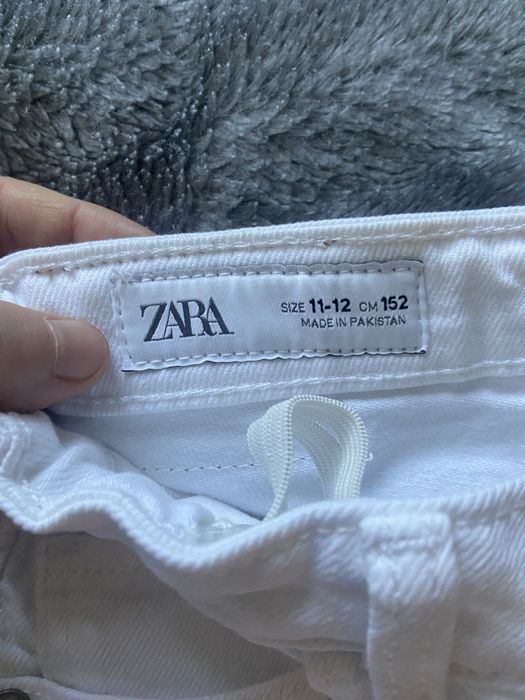 ZARA
SIZE 11-12 CM 152
MADE IN PAKISTAN